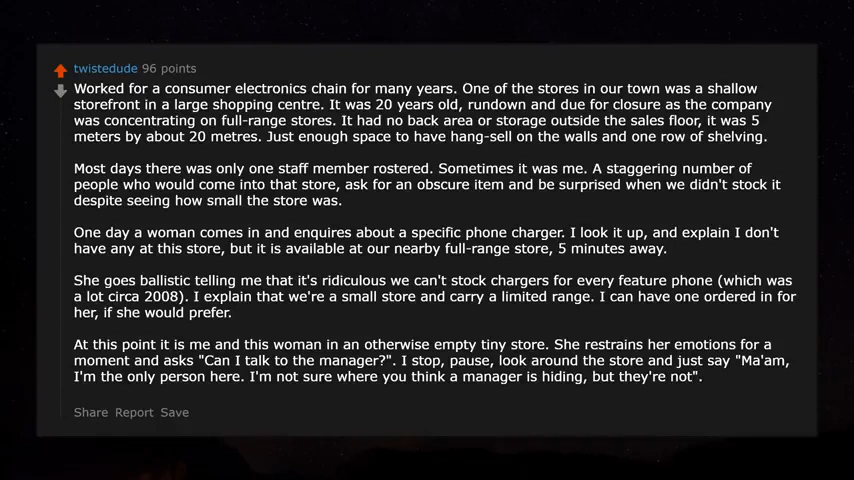 twistedude 96 points
Worked for a consumer electronics chain for many years. One of the stores in our town was a shallow
storefront in a large shopping centre. It was 20 years old, rundown and due for closure as the company
was concentrating on full-range stores. It had no back area or storage outside the sales floor, it was 5
meters by about 20 metres. Just enough space to have hang-sell on the walls and one row of shelving.
Most days there was only one staff member rostered. Sometimes it was me. A staggering number of
people who would come into that store, ask for an obscure item and be surprised when we didn't stock it
despite seeing how small the store was.
One day a woman comes in and enquires about a specific phone charger. I look it up, and explain I don't
have any at this store, but it is available at our nearby full-range store, 5 minutes away.
She goes ballistic telling me that it's ridiculous we can't stock chargers for every feature phone (which was
a lot circa 2008). I explain that we're a small store and carry a limited range. I can have one ordered in for
her, if she would prefer.
At this point it is me and this woman in an otherwise empty tiny store. She restrains her emotions for a
moment and asks "Can I talk to the manager?". I stop, pause, look around the store and just say "Ma'am,
I'm the only person here. I'm not sure where you think a manager is hiding, but they're not".
Share Report Save